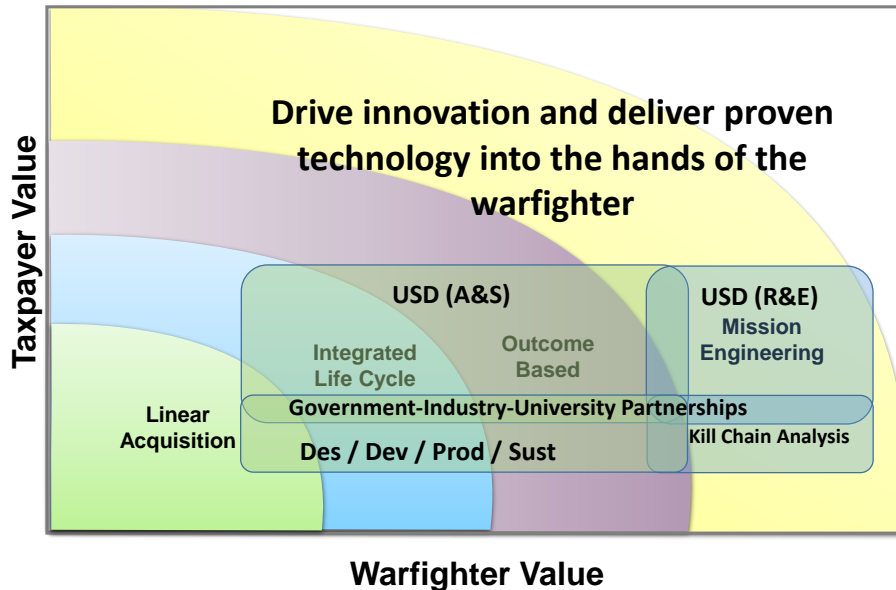 Drive innovation and deliver proven
technology into the hands of the
warfighter
Taxpayer Value
USD (A&S)
USD (R&E)
Mission
Engineering
Outcome
Based
Integrated
Life Cycle
Linear
Acquisition
Government-Industry-University Partnerships
Kill Chain Analysis
Des / Dev / Prod / Sust
Warfighter Value